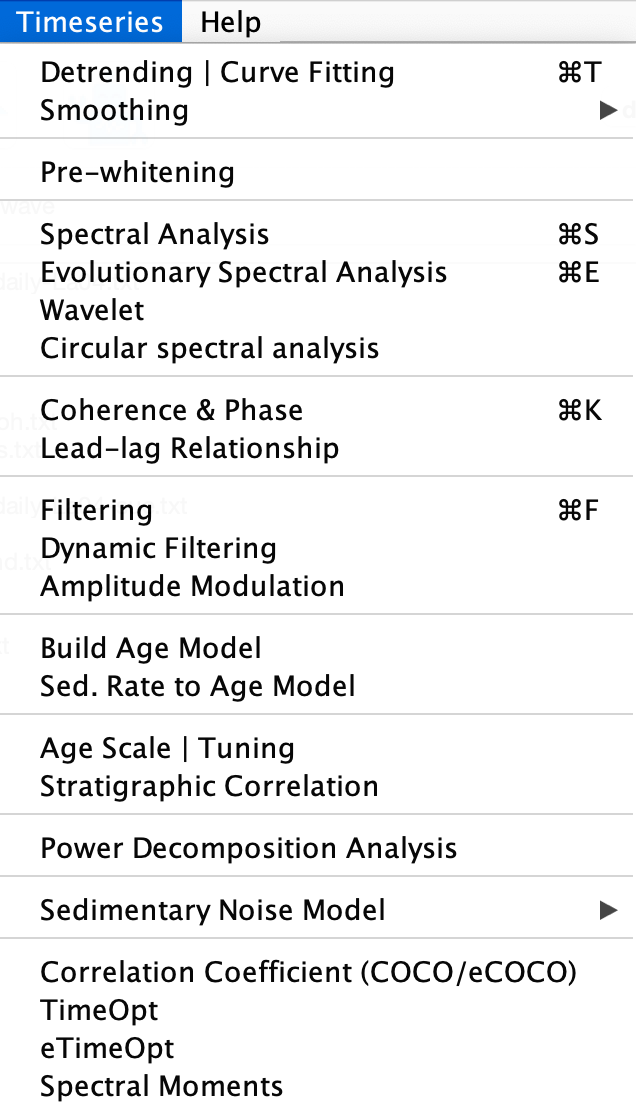 Timeseries Help
Detrending | Curve Fitting ⌘T
Smoothing ▶
Pre-whitening
Spectral Analysis ⌘S
Evolutionary Spectral Analysis ⌘E
Wavelet
Circular spectral analysis
Coherence & Phase ⌘K
Lead-lag Relationship
Filtering ⌘F
Dynamic Filtering
Amplitude Modulation
Build Age Model
Sed. Rate to Age Model
Age Scale | Tuning
Stratigraphic Correlation
Power Decomposition Analysis
Sedimentary Noise Model ▶
Correlation Coefficient (COCO/eCOCO)
TimeOpt
eTimeOpt
Spectral Moments